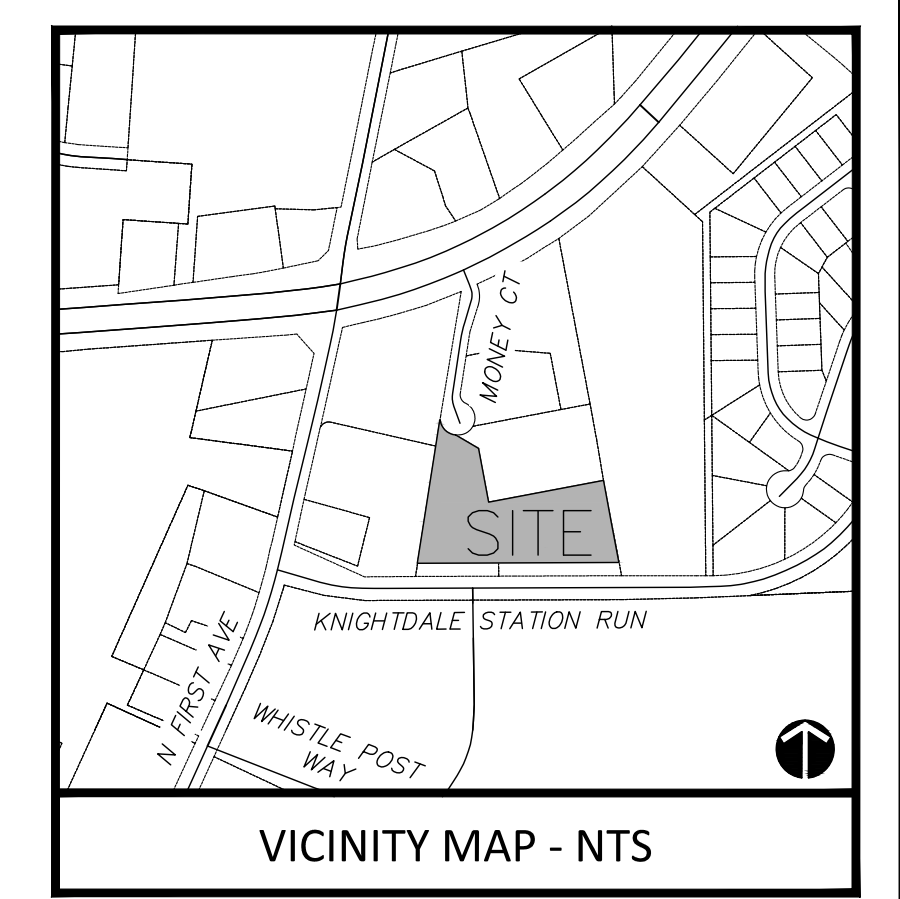 MONEY CT
SITE
KNIGHTDALE STATION RUN
N FIRST AVE
WHISTLE POST
WAY
VICINITY MAP - NTS